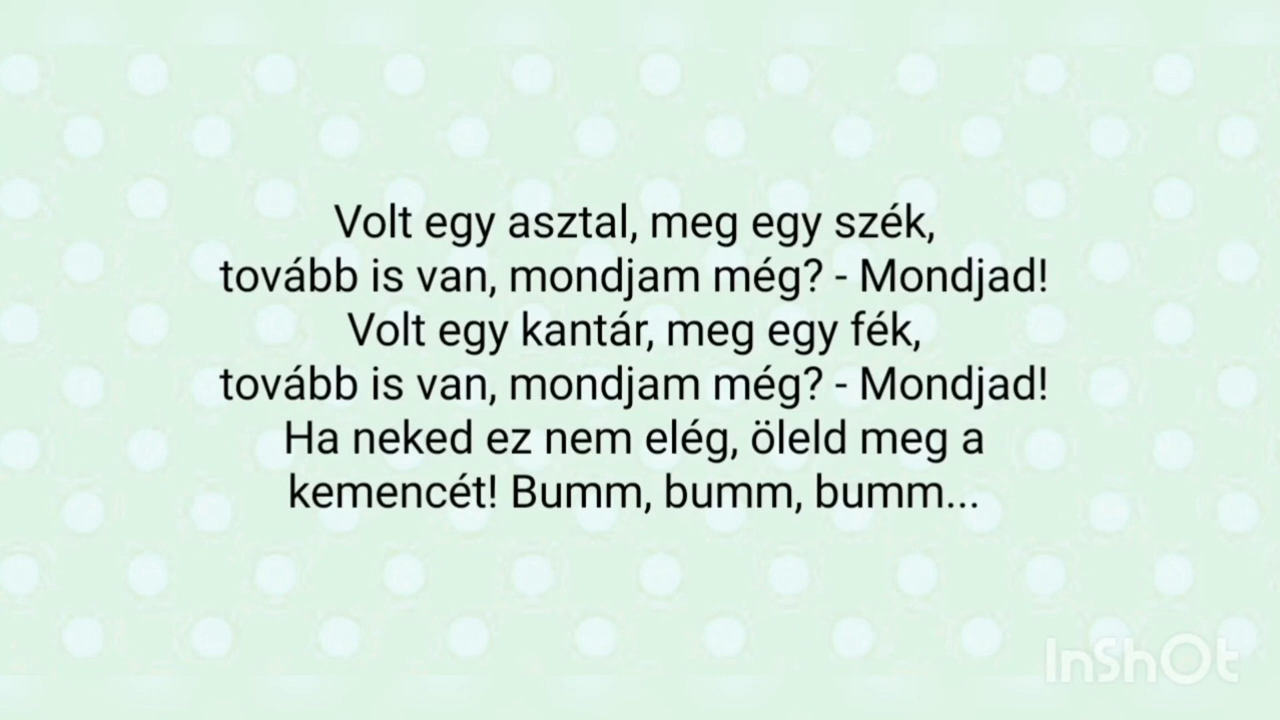 Volt egy asztal, meg egy szék,
tovább is van, mondjam még? - Mondjad!
Volt egy kantár, meg egy fék,
tovább is van, mondjam még? - Mondjad!
Ha neked ez nem elég, öleld meg a
kemencét! Bumm, bumm, bumm...
InShOt